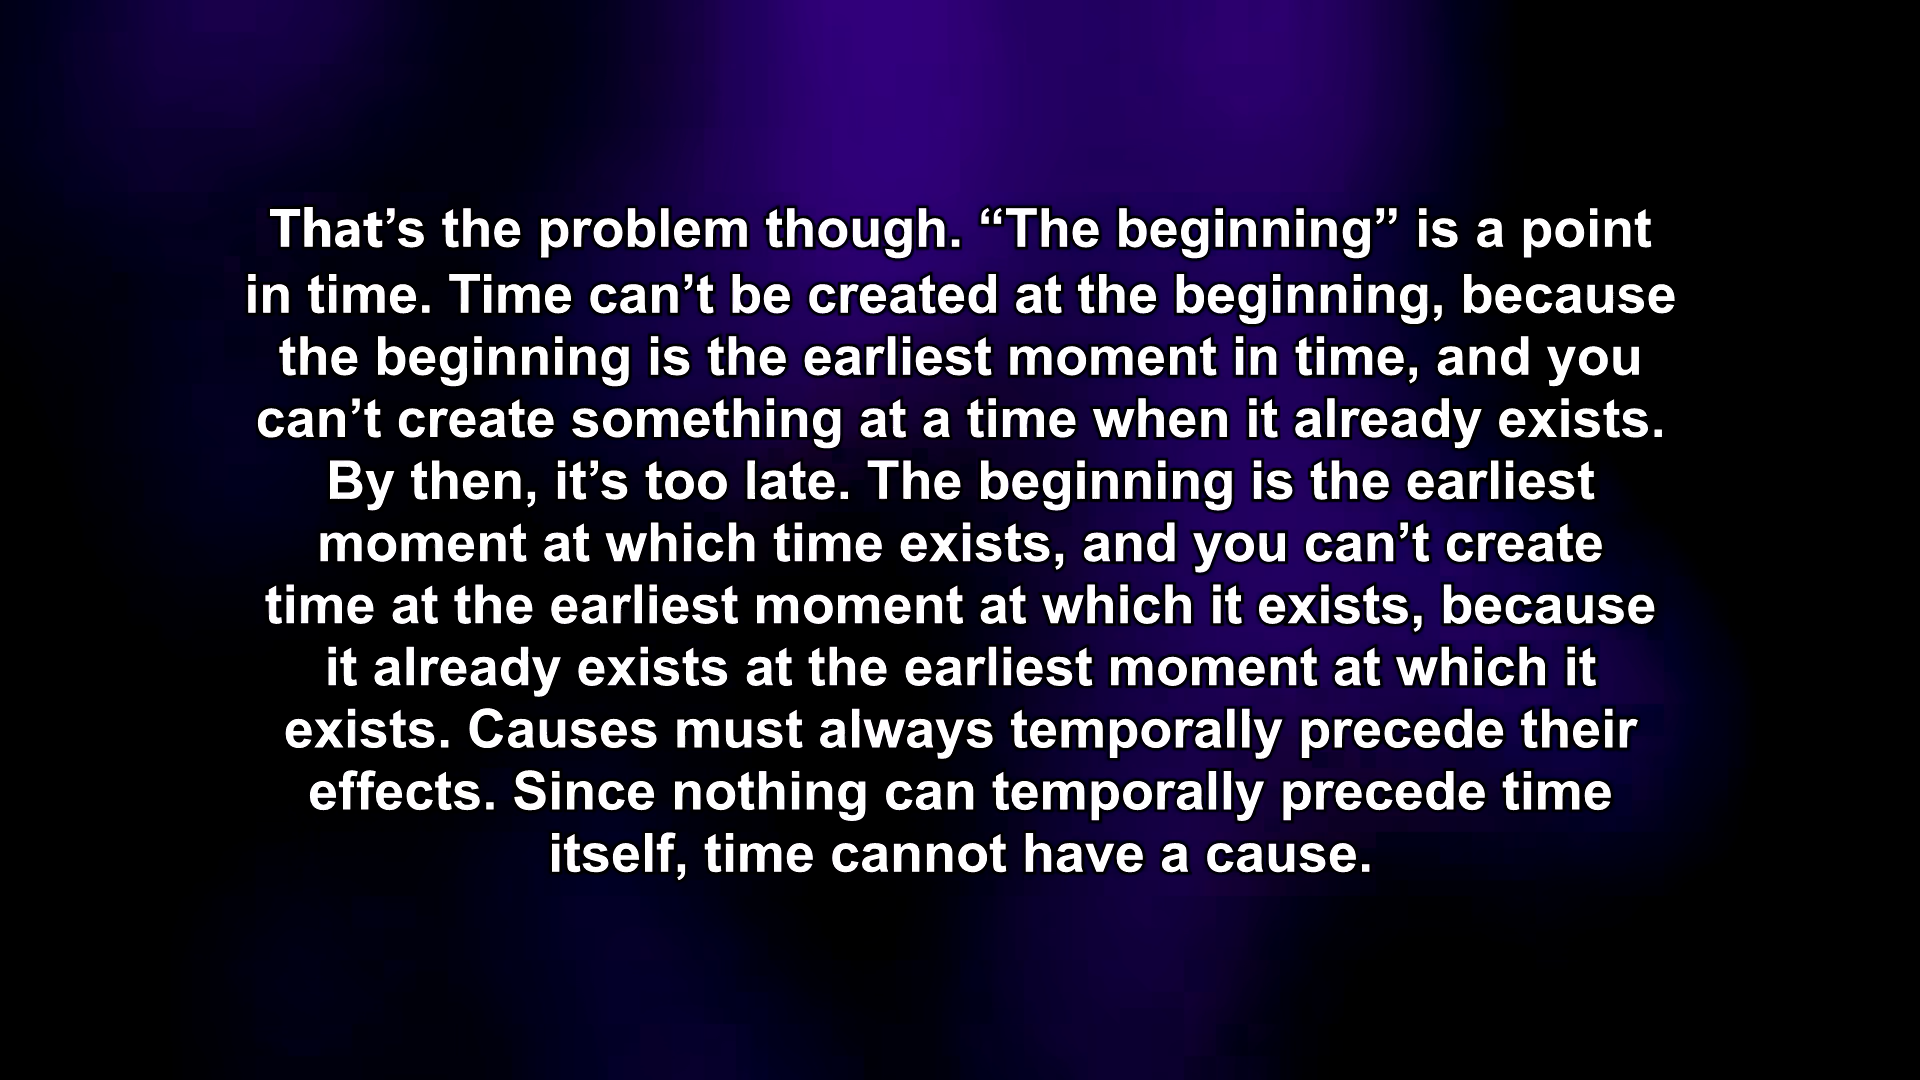 That’s the problem though. “The beginning” is a point
in time. Time can’t be created at the beginning, because
the beginning is the earliest moment in time, and you
can’t create something at a time when it already exists.
By then, it’s too late. The beginning is the earliest
moment at which time exists, and you can’t create
time at the earliest moment at which it exists, because
it already exists at the earliest moment at which it
exists. Causes must always temporally precede their
effects. Since nothing can temporally precede time
itself, time cannot have a cause.